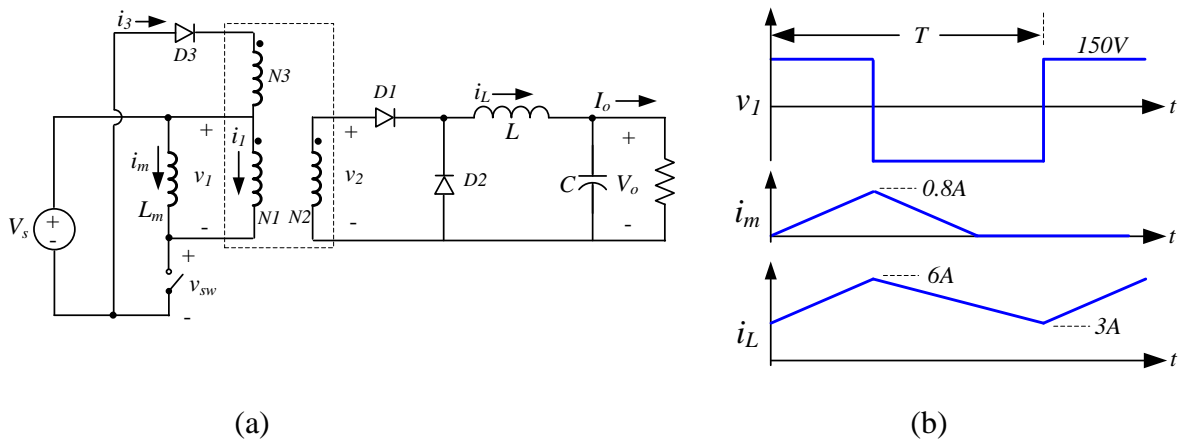 i3
D3
N3
im
Lm
+
v1
-
i1
N1
N2
Vs
+
-
+
vsw
-
+
v2
-
D1
D2
iL
L
C
Io
+
Vo
-
(a)
T
150V
v1
t
0.8A
im
t
6A
3A
iL
t
(b)